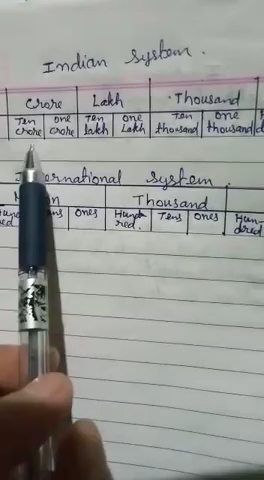 Indian System.
Crore Lakh Thousand
Ten crore One crore Ten lakh One Lakh Ten thousand One thousand
System.
Thousand
Ones Hundred. Tens Ones Hundred